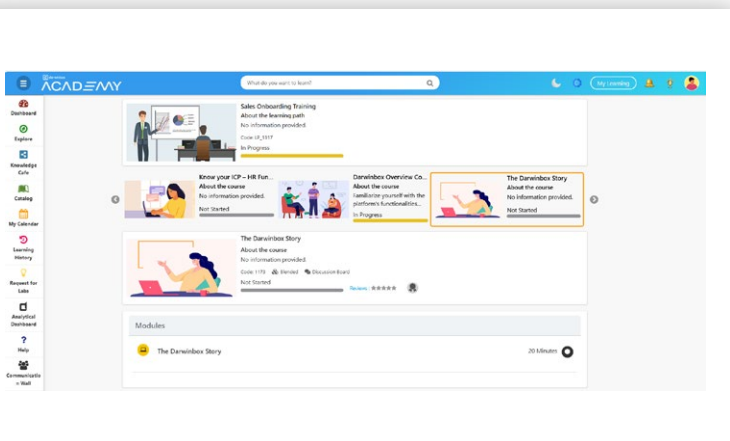 ACADEMY
What do you want to learn?
My Learning
Dashboard
Explore
Knowledge
Cafe
Catalog
My Calendar
Learning
History
Request for
Labs
Analytical
Dashboard
Help
Communicatio
n Wall
Sales Onboarding Training
About the learning path
No information provided
In Progress
Know your ICP – HR Fun...
About the course
No information provided.
Not Started
Darwinbox Overview Co...
About the course
Familiarize yourself with the
platform's functionalities...
In Progress
The Darwinbox Story
About the course
No information provided.
Not Started
The Darwinbox Story
About the course
No information provided
Code: 1173 Blended Discussion Board
Not Started
Reviews
Modules
The Darwinbox Story
20 Minutes